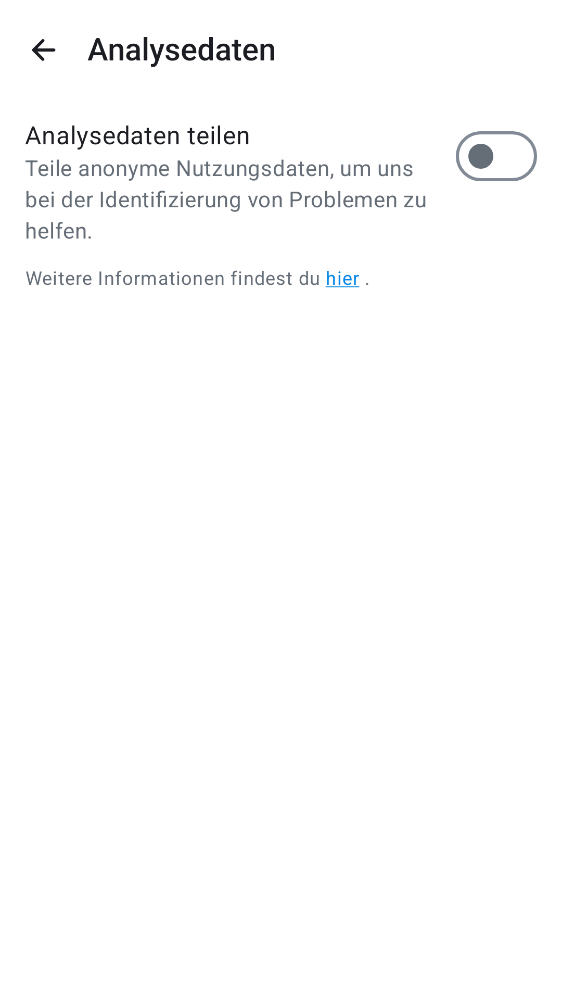 Analysedaten
Analysedaten teilen
Teile anonyme Nutzungsdaten, um uns
bei der Identifizierung von Problemen zu
helfen.
Weitere Informationen findest du hier .